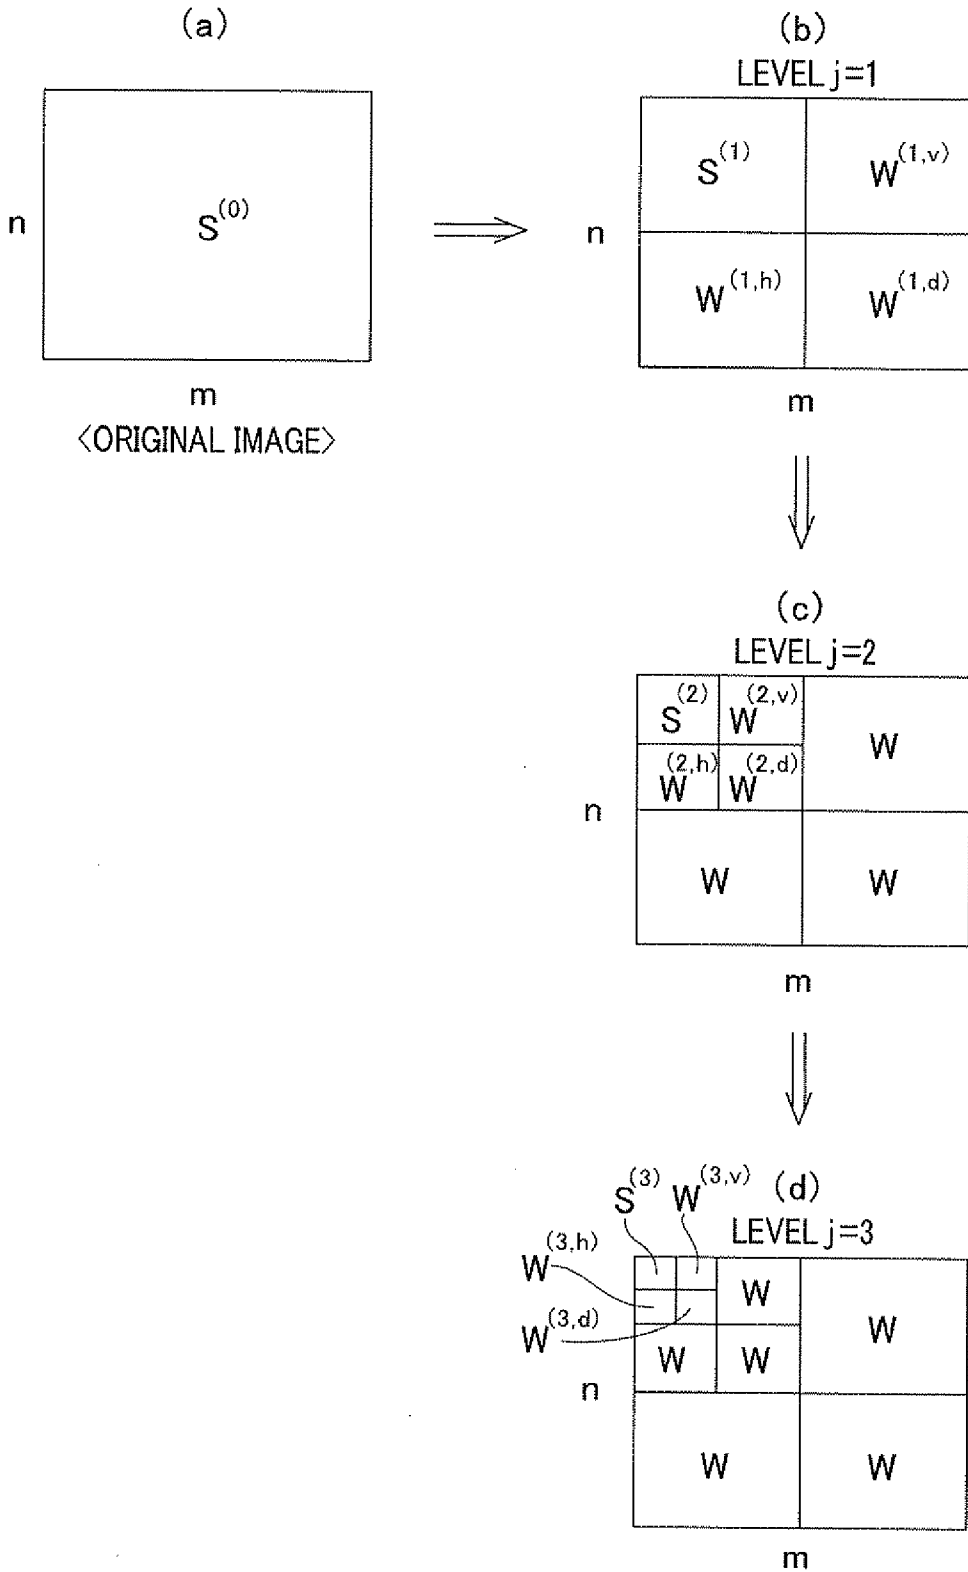 (a)
S(0)
n
m
<ORIGINAL IMAGE>
(b)
LEVEL j=1
S(1) W(1,v)
n
W(1,h) W(1,d)
m
(c)
LEVEL j=2
S(2) W(2,v) W
W(2,h) W(2,d)
n
W W
m
(d)
S(3) W(3,v)
LEVEL j=3
W(3,h)
W
W(3,d)
W
W W
n
W W
m